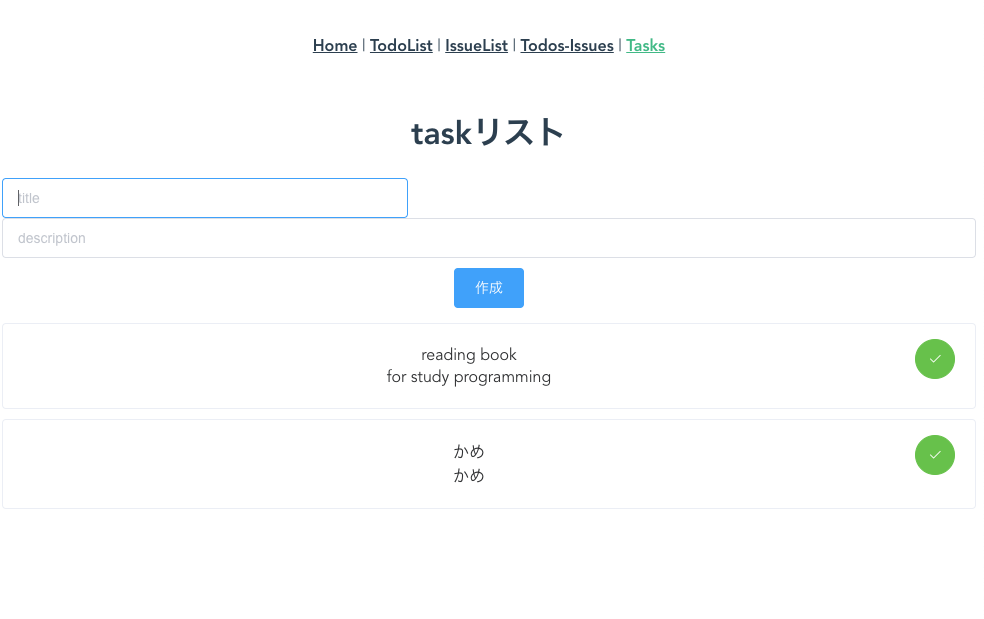 Home | TodoList | IssueList | Todos-Issues | Tasks
taskリスト
title
description
作成
reading book
for study programming
かめ
かめ